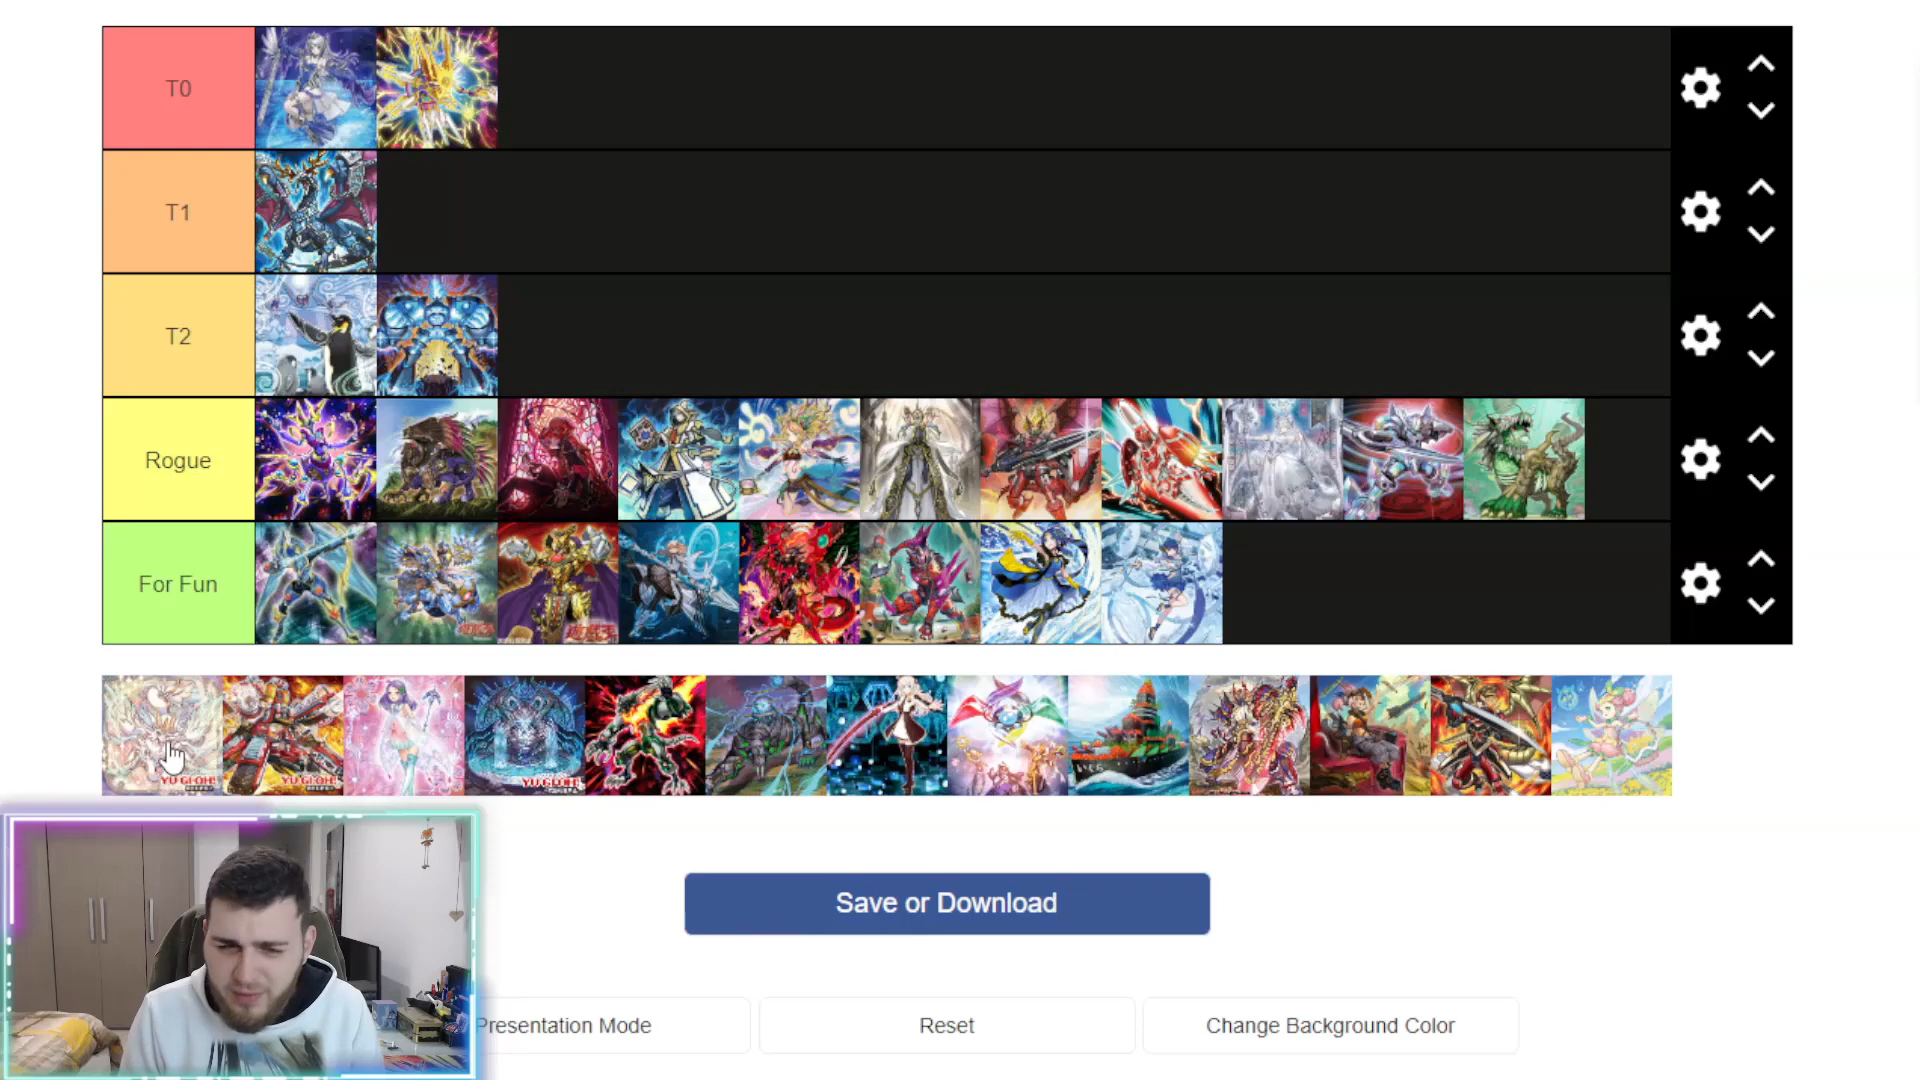 T0
T1
T2
Rogue
For Fun
YU-GI-OH!
YU-GI-OH!
YU-GI-OH!
Save or Download
Presentation Mode
Reset
Change Background Color